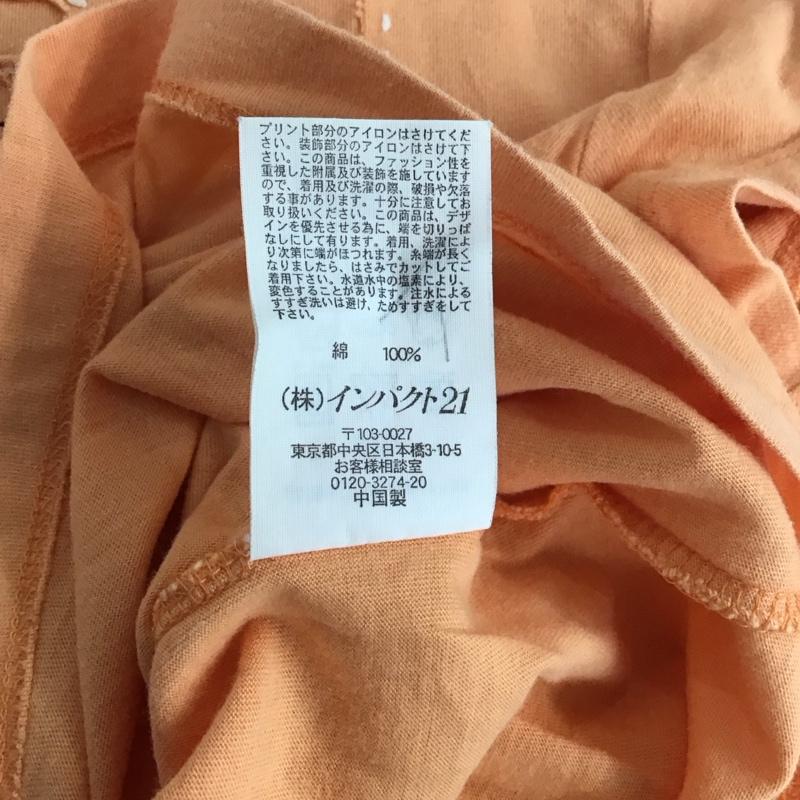 プリント部分のアイロンはさけてくだ
さい。装飾部分のアイロンはさけて下
さい。この商品は、ファッション性を
重視した附属及び装飾を施しています
ので、着用及び洗濯の際、破損や欠落
する事があります。十分に注意してお
取り扱いください。この商品は、デザ
インを優先させる為に、端を切りっぱ
なしにして有ります。着用、洗濯によ
り次第に端がほつれます。糸端が長く
なりましたら、はさみでカットしてご
着用下さい。水道水中の塩素により、
変色することがあります。注水による
すすぎ洗いは避け、ためすすぎをして
下さい。
綿 100%
(株)インパクト21
〒103-0027
東京都中央区日本橋3-10-5
お客様相談室
0120-3274-20
中国製